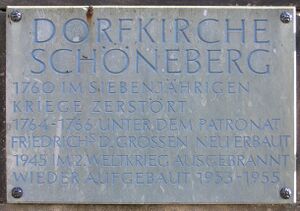 DORFKIRCHE
SCHÖNEBERG
1760 IM SIEBENJÄHRIGEN
KRIEGE ZERSTÖRT.
1764-1766 UNTER DEM PATRONAT
FRIEDRICHS D. GROSSEN NEU ERBAUT
1945 IM 2. WELTKRIEG AUSGEBRANNT
WIEDER AUFGEBAUT 1953-1955